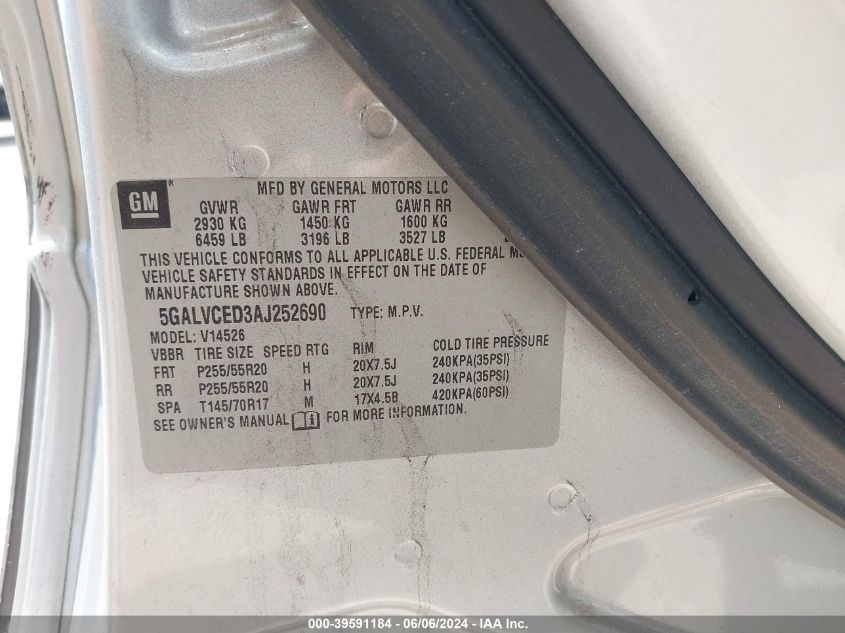 GM ® MFD BY GENERAL MOTORS LLC
GVWR GAWR FRT GAWR RR
2930 KG 1450 KG 1600 KG
6459 LB 3196 LB 3527 LB
THIS VEHICLE CONFORMS TO ALL APPLICABLE U.S. FEDERAL
VEHICLE SAFETY STANDARDS IN EFFECT ON THE DATE OF
MANUFACTURE SHOWN ABOVE.
5GALVCED3AJ252690 TYPE: M.P.V.
MODEL: V14526
VBBR TIRE SIZE SPEED RTG RIM COLD TIRE PRESSURE
FRT P255/55R20 H 20X7.5J 240KPA(35PSI)
RR P255/55R20 H 20X7.5J 240KPA(35PSI)
SPA T145/70R17 M 17X4.5B 420KPA(60PSI)
SEE OWNER'S MANUAL FOR MORE INFORMATION.
000-39591184 - 06/06/2024 - IAAI Inc.